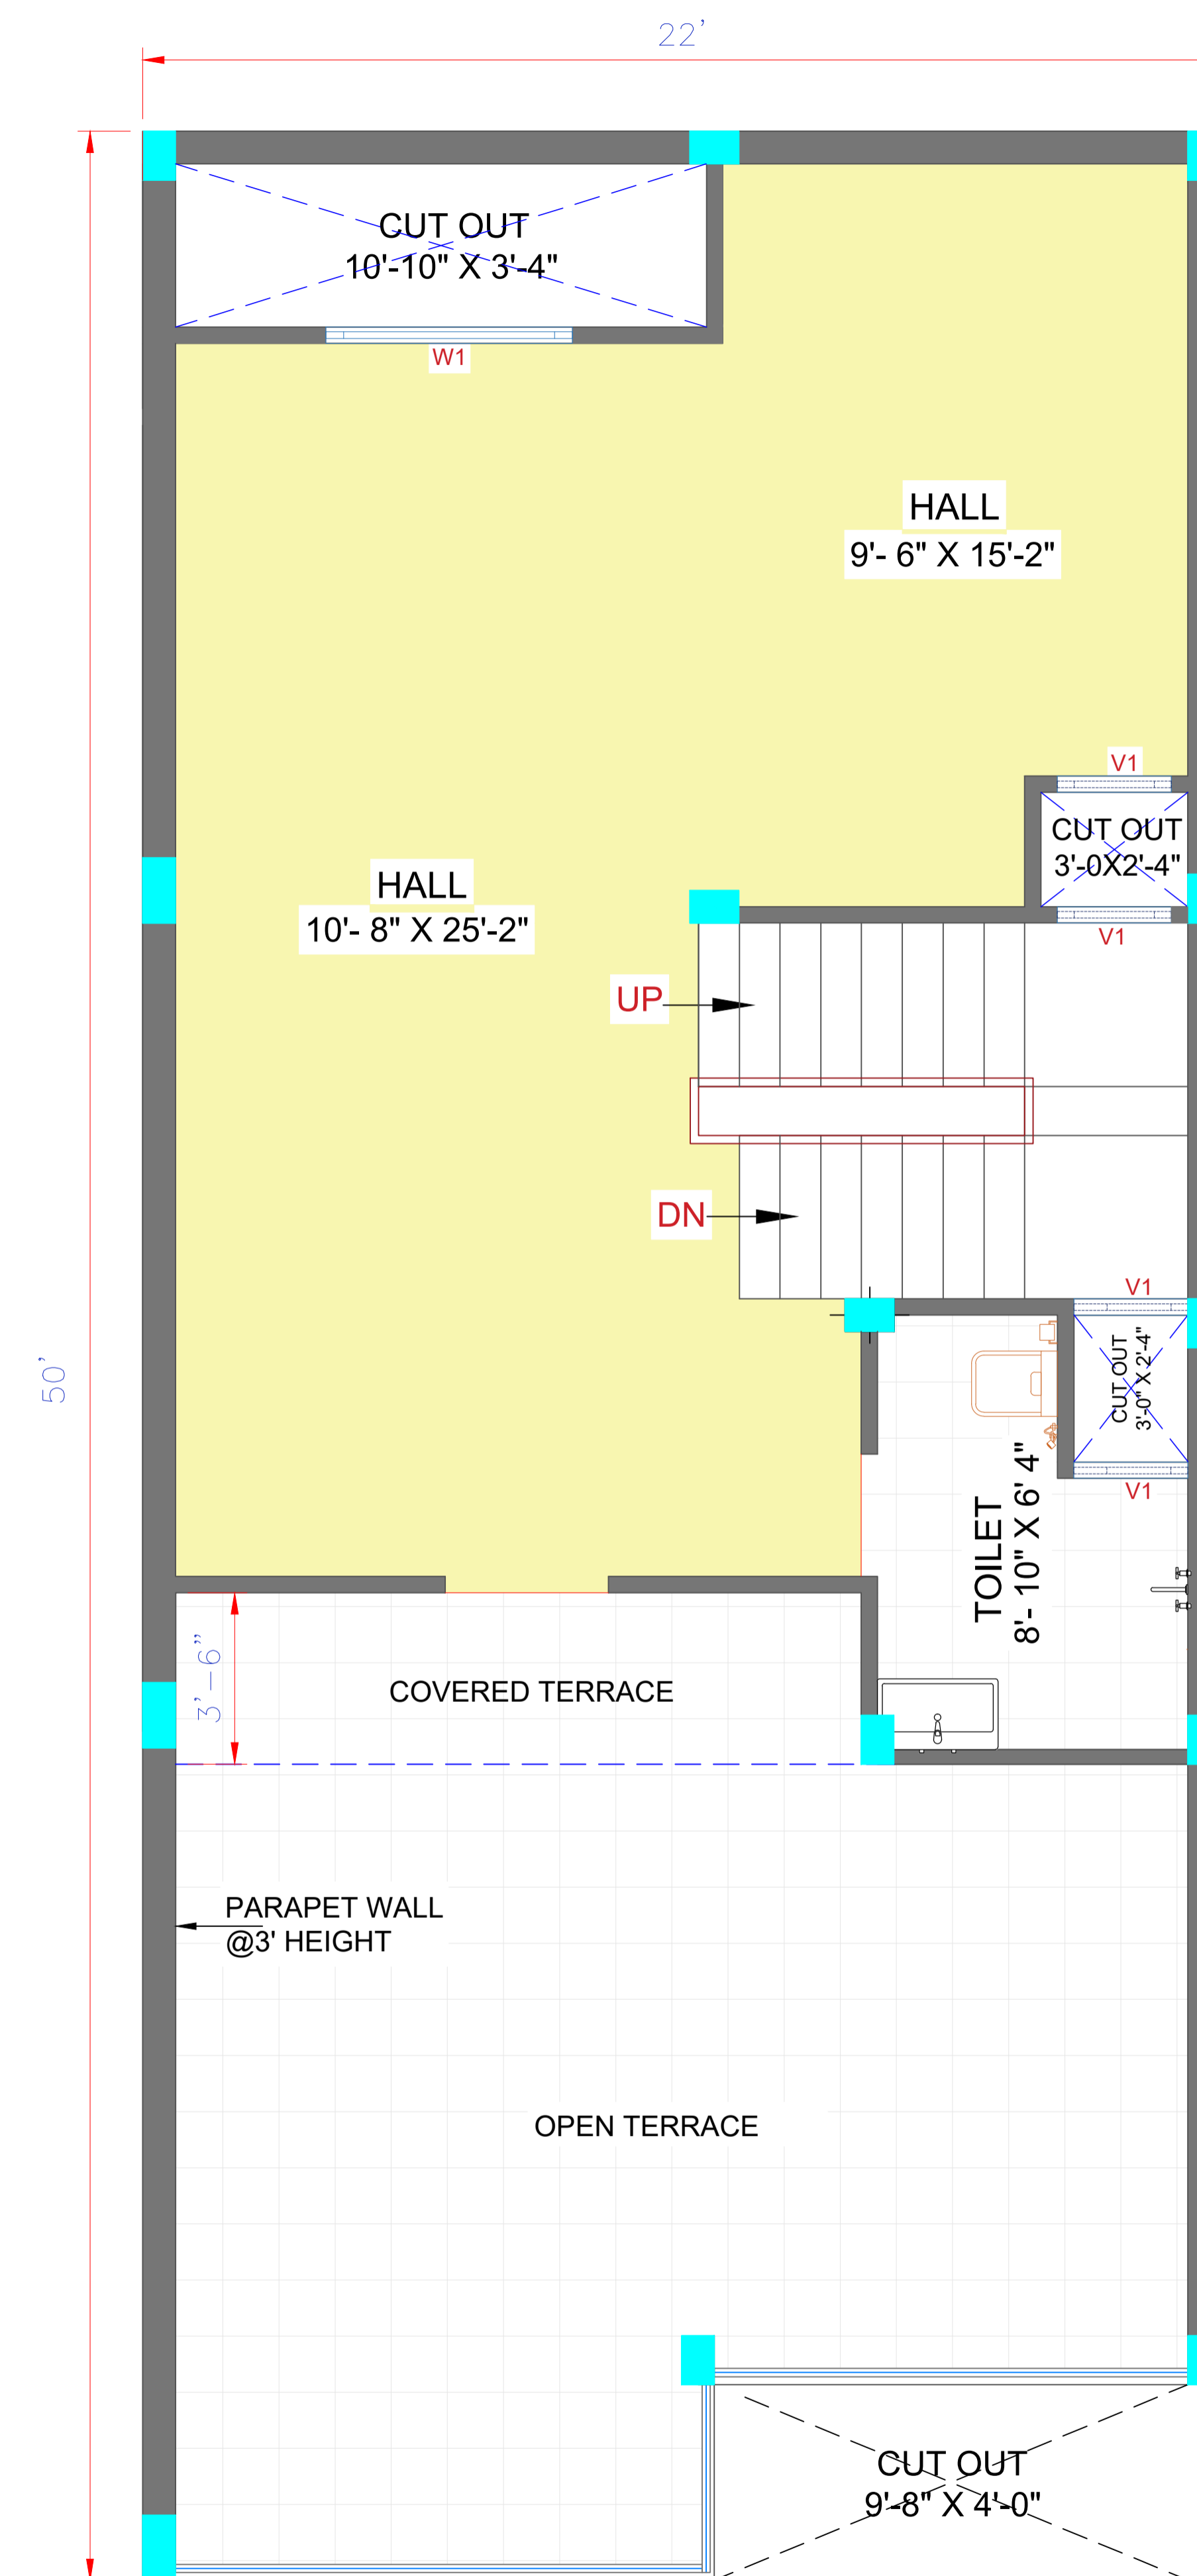 22'
CUT OUT
10'-10" X 3'-4"
W1
HALL
9'- 6" X 15'-2"
V1
CUT OUT
3'-0X2'-4"
HALL
10'- 8" X 25'-2"
V1
UP
DN
V1
CUT OUT
3'-0" X 2'-4"
50'
V1
TOILET
8'- 10" X 6' 4"
3'-6"
COVERED TERRACE
PARAPET WALL
@3' HEIGHT
OPEN TERRACE
CUT OUT
9'-8" X 4'-0"